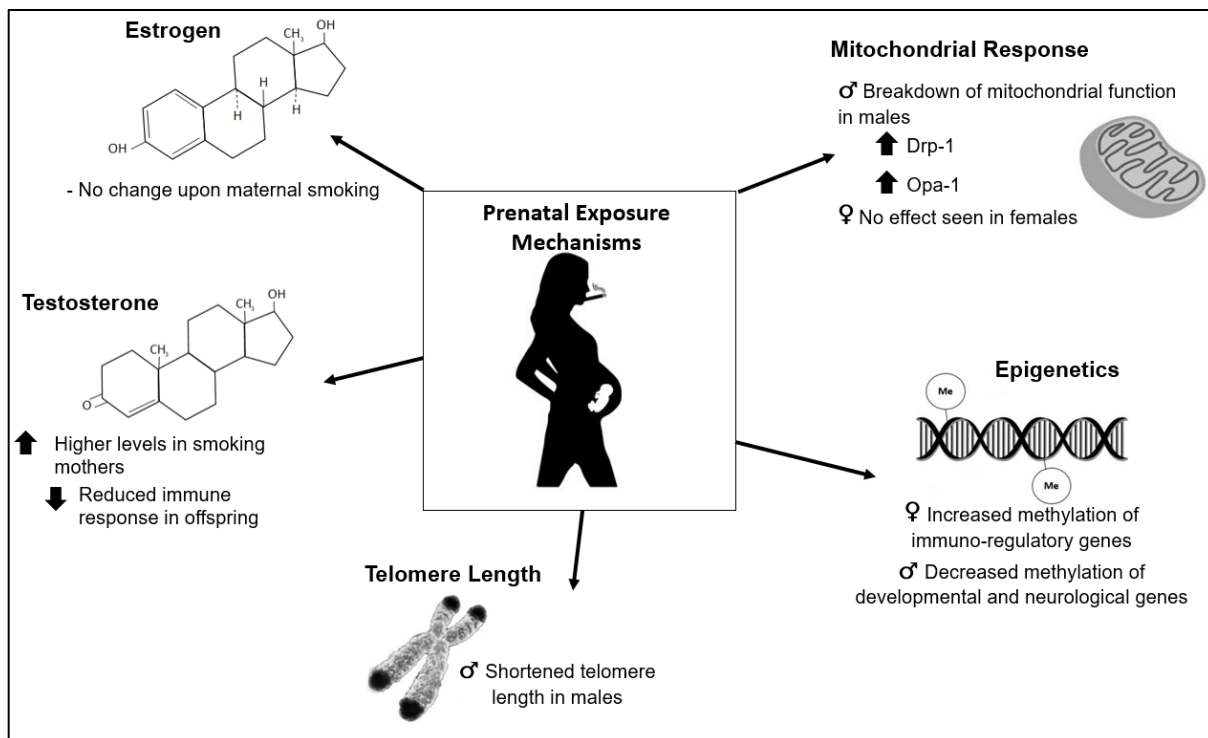 Estrogen
OH
CH₃
H
H
H
OH
- No change upon maternal smoking
Testosterone
OH
CH₃
CH₃
O
⬆ Higher levels in smoking
mothers
⬇ Reduced immune
response in offspring
Prenatal Exposure
Mechanisms
Telomere Length
♂ Shortened telomere
length in males
Mitochondrial Response
♂ Breakdown of mitochondrial function
in males
⬆ Drp-1
⬆ Opa-1
♀ No effect seen in females
Epigenetics
Me
Me
♀ Increased methylation of
immuno-regulatory genes
♂ Decreased methylation of
developmental and neurological genes